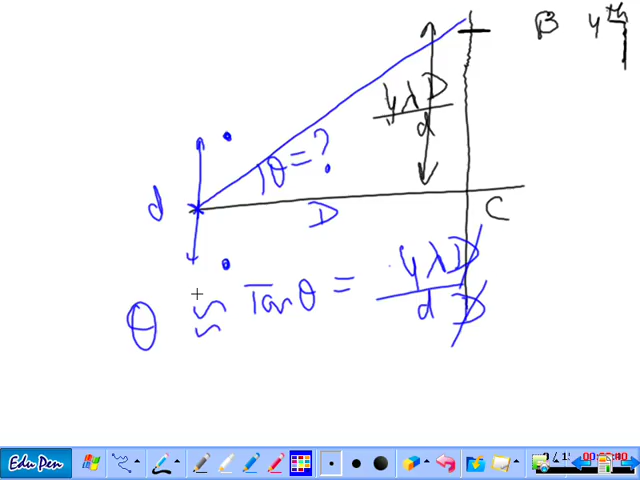 B 4th
4λD
d
θ = ?
d
D
C
θ ≈ Tan θ = 4λD
d D
Edu Pen